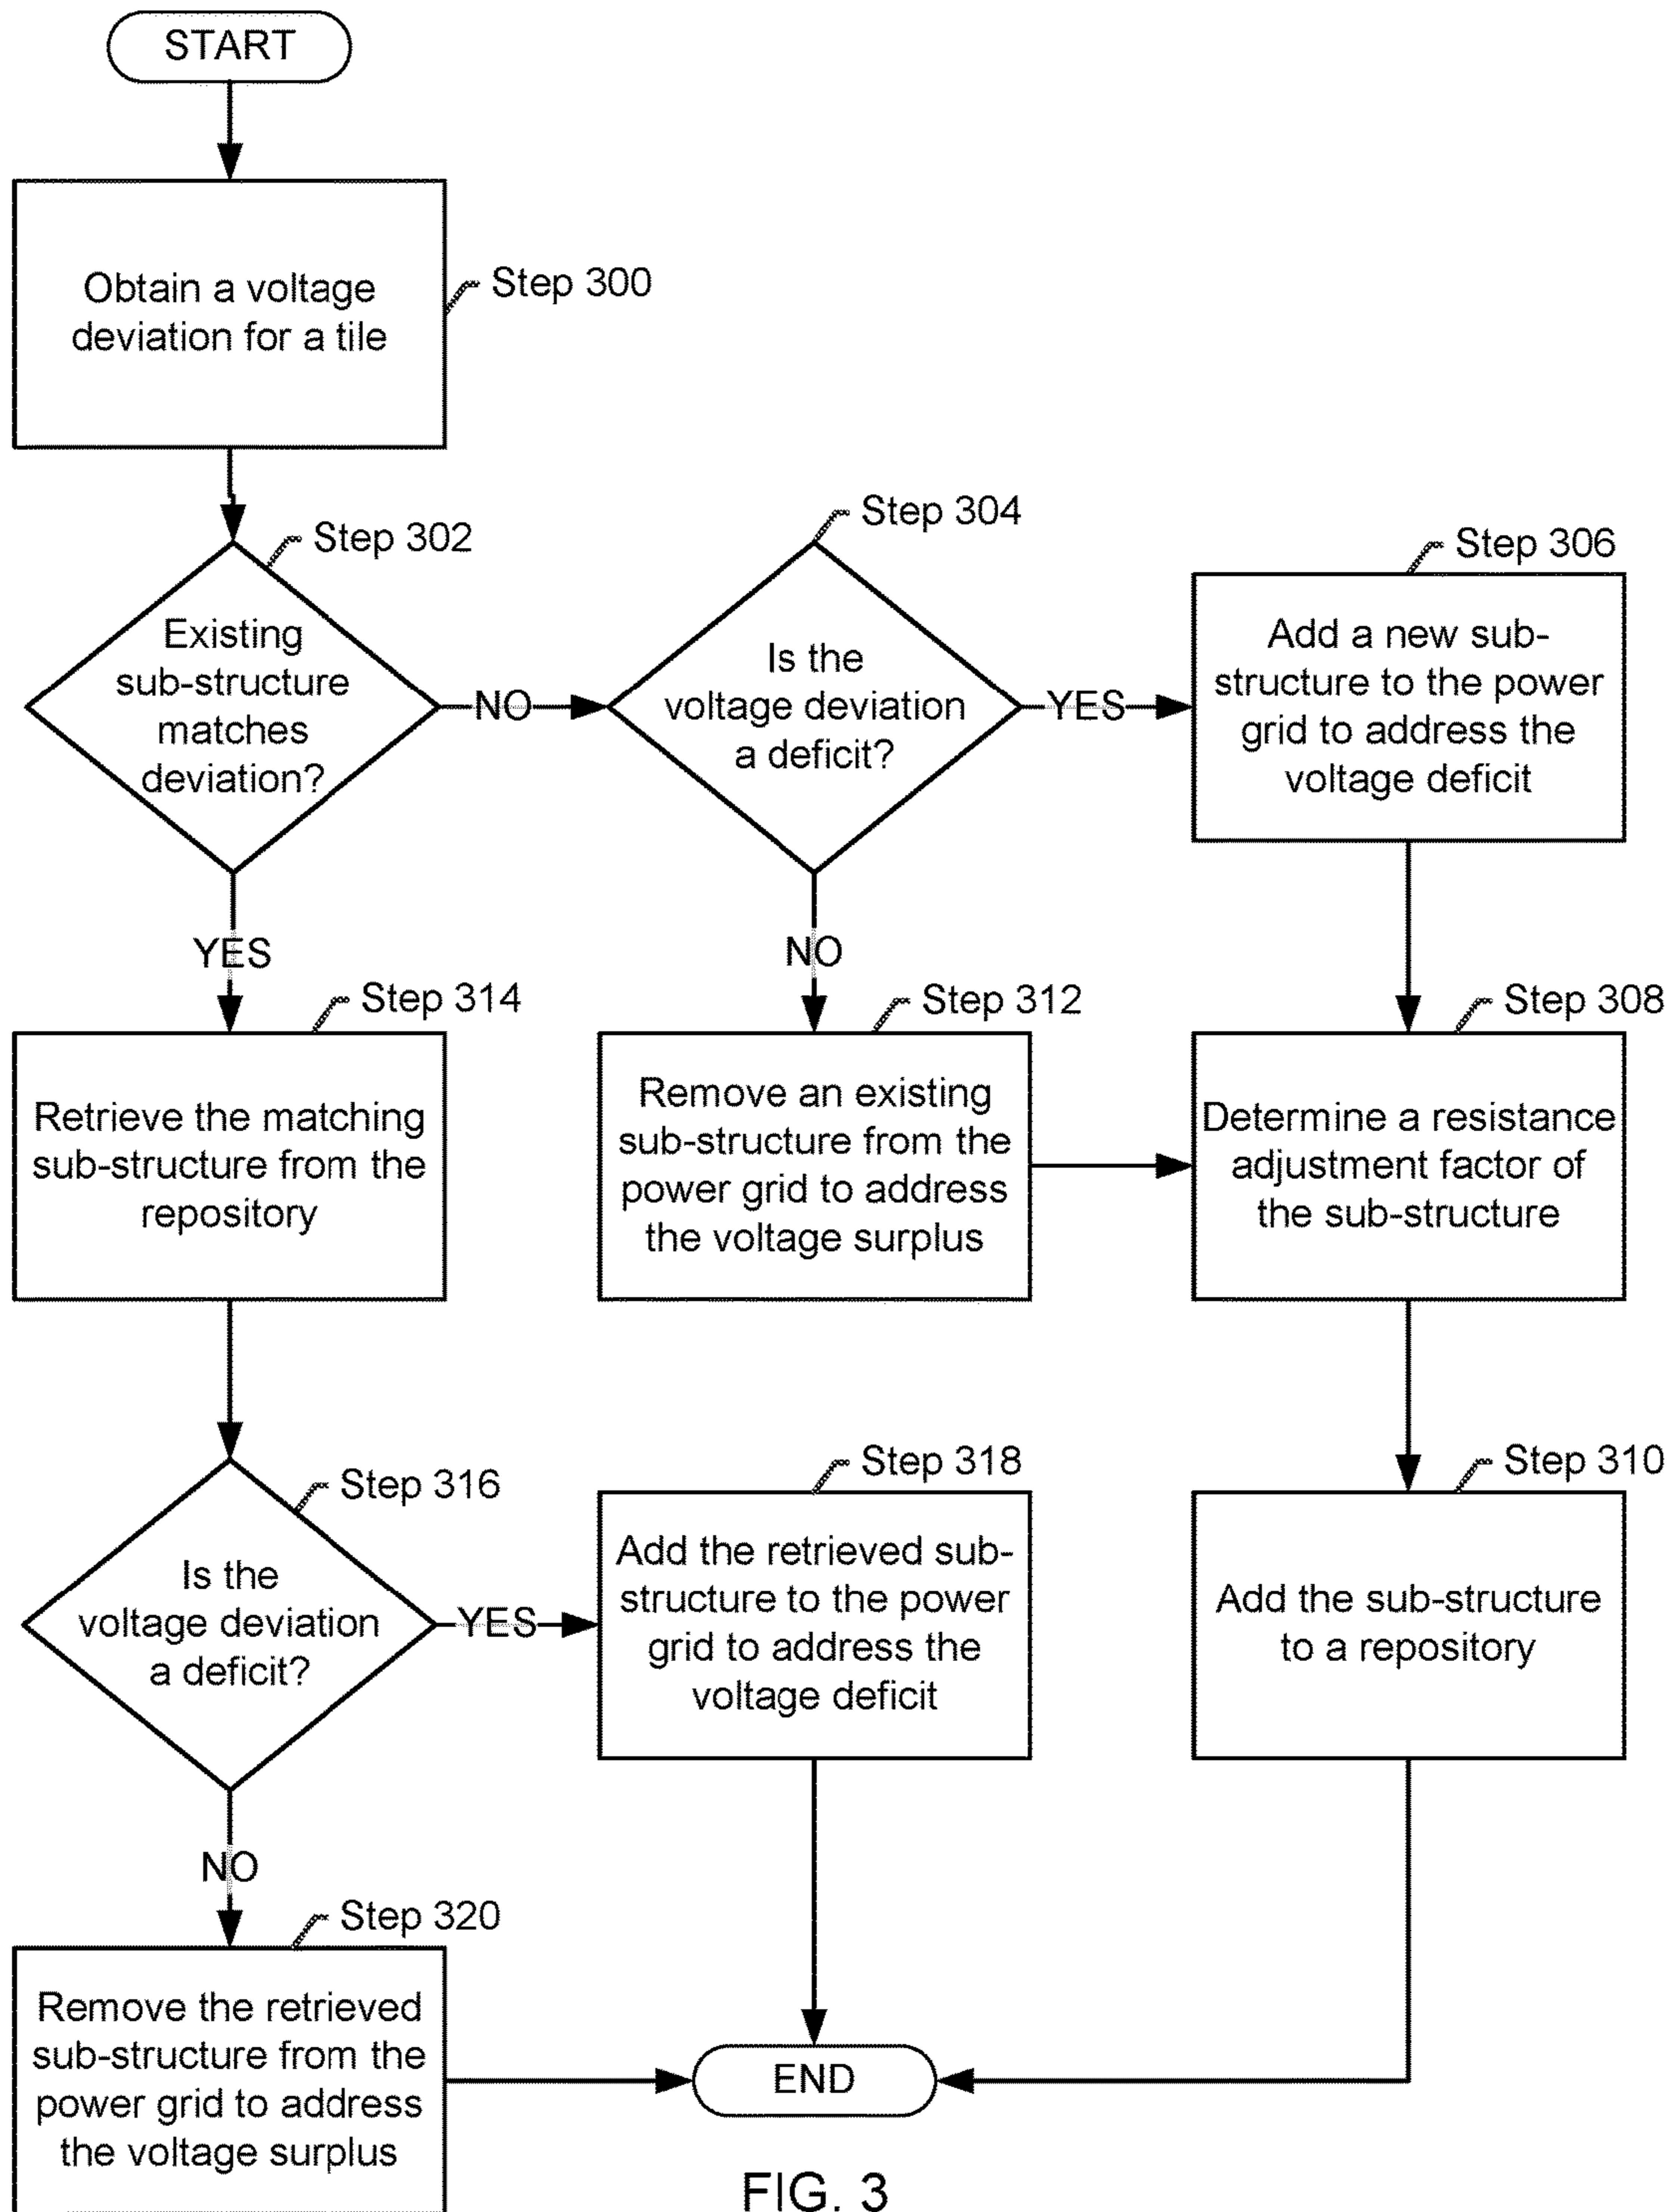 START
Obtain a voltage
deviation for a tile
Step 300
Step 302
Existing
sub-structure
matches
deviation?
NO
YES
Step 304
Is the
voltage deviation
a deficit?
YES
NO
Step 306
Add a new sub-
structure to the power
grid to address the
voltage deficit
Step 314
Retrieve the matching
sub-structure from the
repository
Step 312
Remove an existing
sub-structure from the
power grid to address
the voltage surplus
Step 308
Determine a resistance
adjustment factor of
the sub-structure
Step 316
Is the
voltage deviation
a deficit?
YES
NO
Step 318
Add the retrieved sub-
structure to the power
grid to address the
voltage deficit
Step 310
Add the sub-structure
to a repository
Step 320
Remove the retrieved
sub-structure from the
power grid to address
the voltage surplus
END
FIG. 3